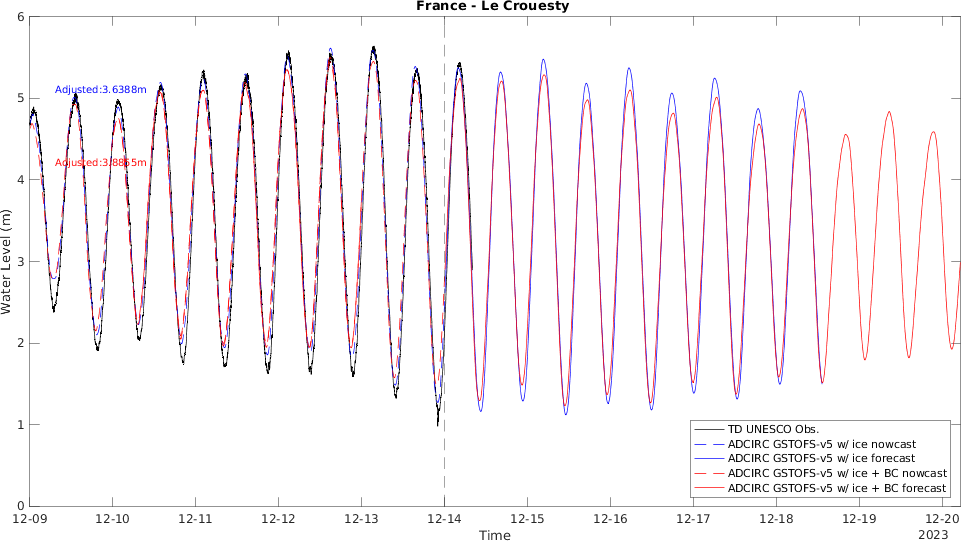 France - Le Crouesty
6
5
4
3
2
1
0
Water Level (m)
Adjusted:3.6388m
Adjusted:3.8865m
TD UNESCO Obs.
ADCIRC GSTOFS-v5 w/ ice nowcast
ADCIRC GSTOFS-v5 w/ ice forecast
ADCIRC GSTOFS-v5 w/ ice + BC nowcast
ADCIRC GSTOFS-v5 w/ ice + BC forecast
12-09 12-10 12-11 12-12 12-13 12-14 12-15 12-16 12-17 12-18 12-19 12-20
Time
2023